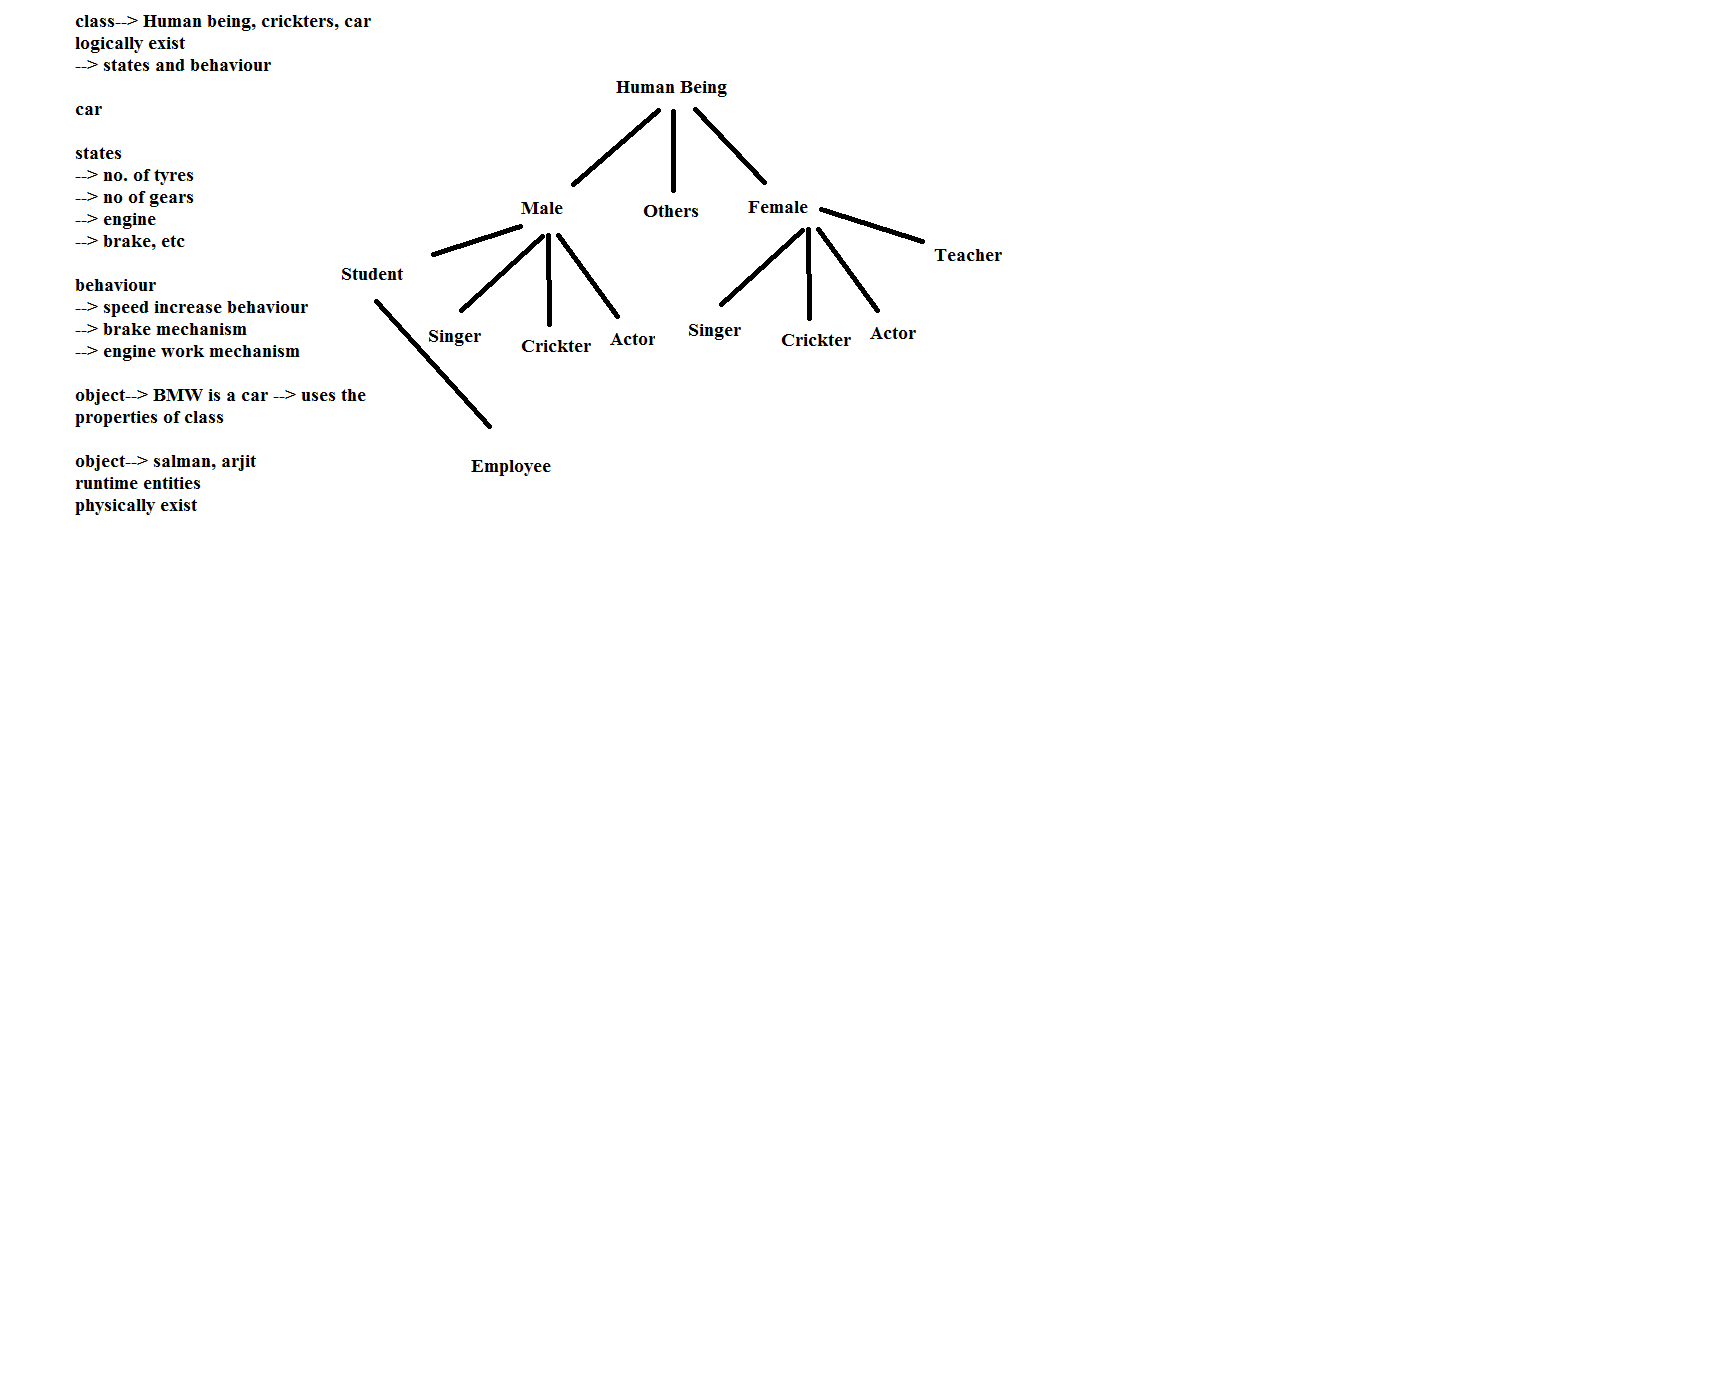 class--> Human being, crickters, car
logically exist
--> states and behaviour
car
states
--> no. of tyres
--> no of gears
--> engine
--> brake, etc
behaviour
--> speed increase behaviour
--> brake mechanism
--> engine work mechanism
object--> BMW is a car --> uses the
properties of class
object--> salman, arjit
runtime entities
physically exist
Human Being
Male
Others
Female
Student
Teacher
Singer
Crickter
Actor
Singer
Crickter
Actor
Employee